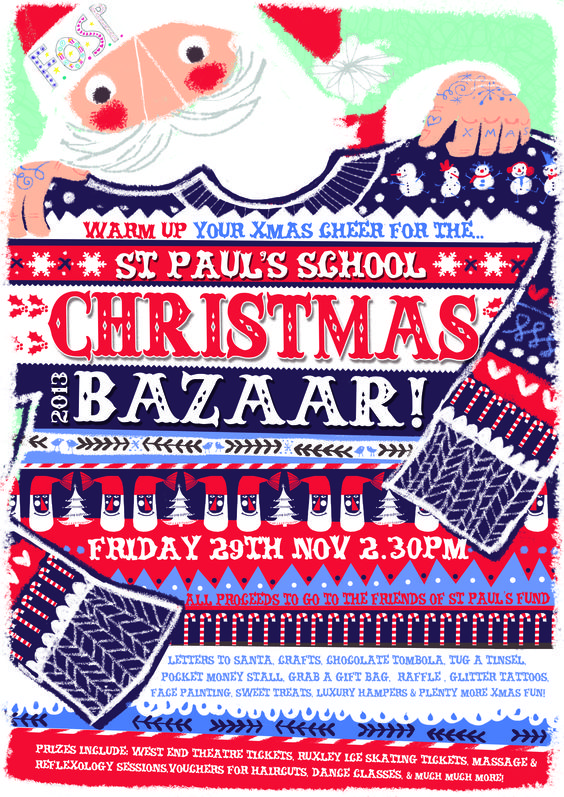 F.O.S.P
XMAS
WARM UP YOUR XMAS CHEER FOR THE...
ST PAUL'S SCHOOL
CHRISTMAS
2013 BAZAAR!
FRIDAY 29TH NOV 2.30PM
ALL PROCEEDS TO GO TO THE FRIENDS OF ST PAUL'S FUND
LETTERS TO SANTA, CRAFTS, CHOCOLATE TOMBOLA, TUG A TINSEL,
POCKET MONEY STALL, GRAB A GIFT BAG, RAFFLE , GLITTER TATTOOS,
FACE PAINTING, SWEET TREATS, LUXURY HAMPERS & PLENTY MORE XMAS FUN!
PRIZES INCLUDE: WEST END THEATRE TICKETS, RUXLEY ICE SKATING TICKETS, MASSAGE &
REFLEXOLOGY SESSIONS,VOUCHERS FOR HAIRCUTS, DANCE CLASSES, & MUCH MUCH MORE!